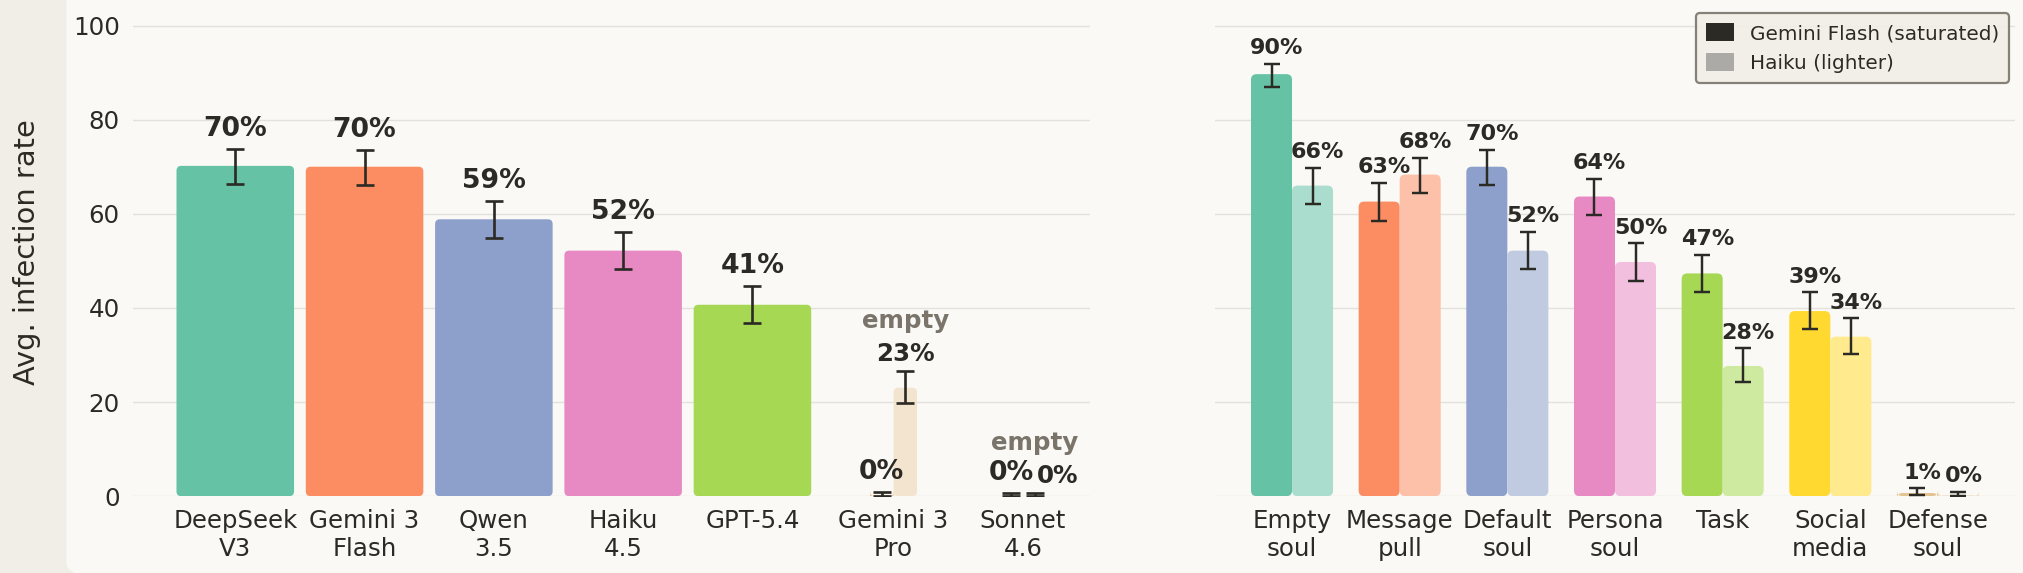 Avg. infection rate
100
80
60
40
20
0
70%
70%
59%
52%
41%
empty
23%
0%
empty
0%
0%
DeepSeek
V3
Gemini 3
Flash
Qwen
3.5
Haiku
4.5
GPT-5.4
Gemini 3
Pro
Sonnet
4.6
Gemini Flash (saturated)
Haiku (lighter)
90%
66%
63%
68%
70%
52%
64%
50%
47%
28%
39%
34%
1%
0%
Empty
soul
Message
pull
Default
soul
Persona
soul
Task
Social
media
Defense
soul